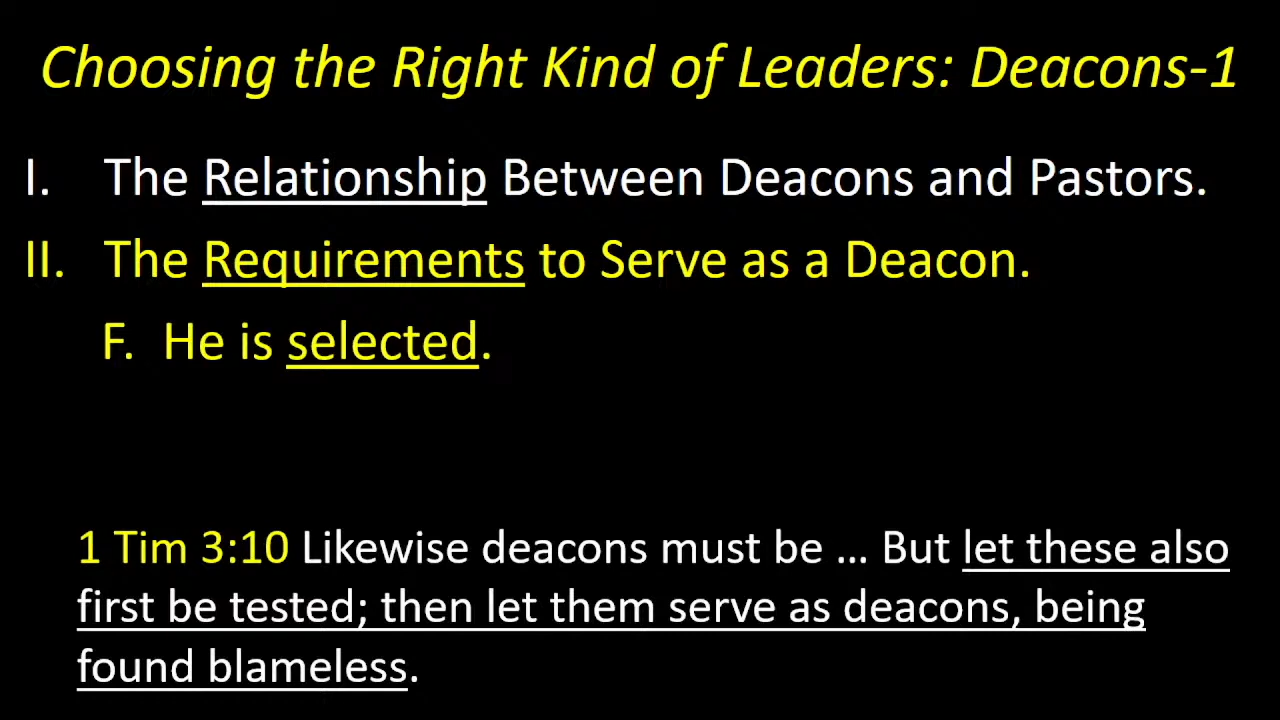 Choosing the Right Kind of Leaders: Deacons-1
I. The Relationship Between Deacons and Pastors.
II. The Requirements to Serve as a Deacon.
F. He is selected.
1 Tim 3:10 Likewise deacons must be ... But let these also
first be tested; then let them serve as deacons, being
found blameless.